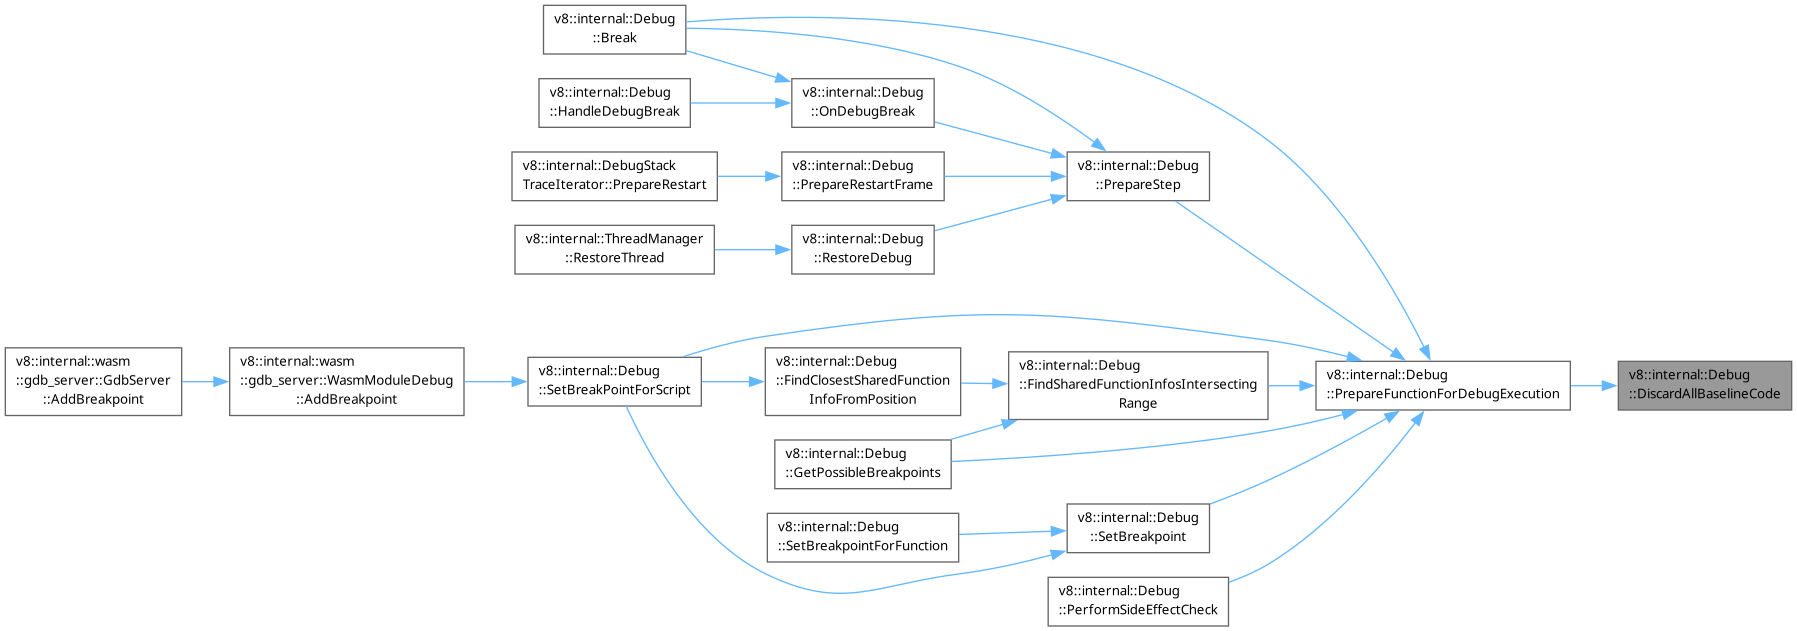 v8::internal::Debug
::Break
v8::internal::Debug
::HandleDebugBreak
v8::internal::Debug
::OnDebugBreak
v8::internal::DebugStack
TraceIterator::PrepareRestart
v8::internal::Debug
::PrepareRestartFrame
v8::internal::Debug
::PrepareStep
v8::internal::ThreadManager
::RestoreThread
v8::internal::Debug
::RestoreDebug
v8::internal::wasm
::gdb_server::GdbServer
::AddBreakpoint
v8::internal::wasm
::gdb_server::WasmModuleDebug
::AddBreakpoint
v8::internal::Debug
::SetBreakPointForScript
v8::internal::Debug
::FindClosestSharedFunction
InfoFromPosition
v8::internal::Debug
::FindSharedFunctionInfosIntersecting
Range
v8::internal::Debug
::PrepareFunctionForDebugExecution
v8::internal::Debug
::DiscardAllBaselineCode
v8::internal::Debug
::GetPossibleBreakpoints
v8::internal::Debug
::SetBreakpointForFunction
v8::internal::Debug
::SetBreakpoint
v8::internal::Debug
::PerformSideEffectCheck